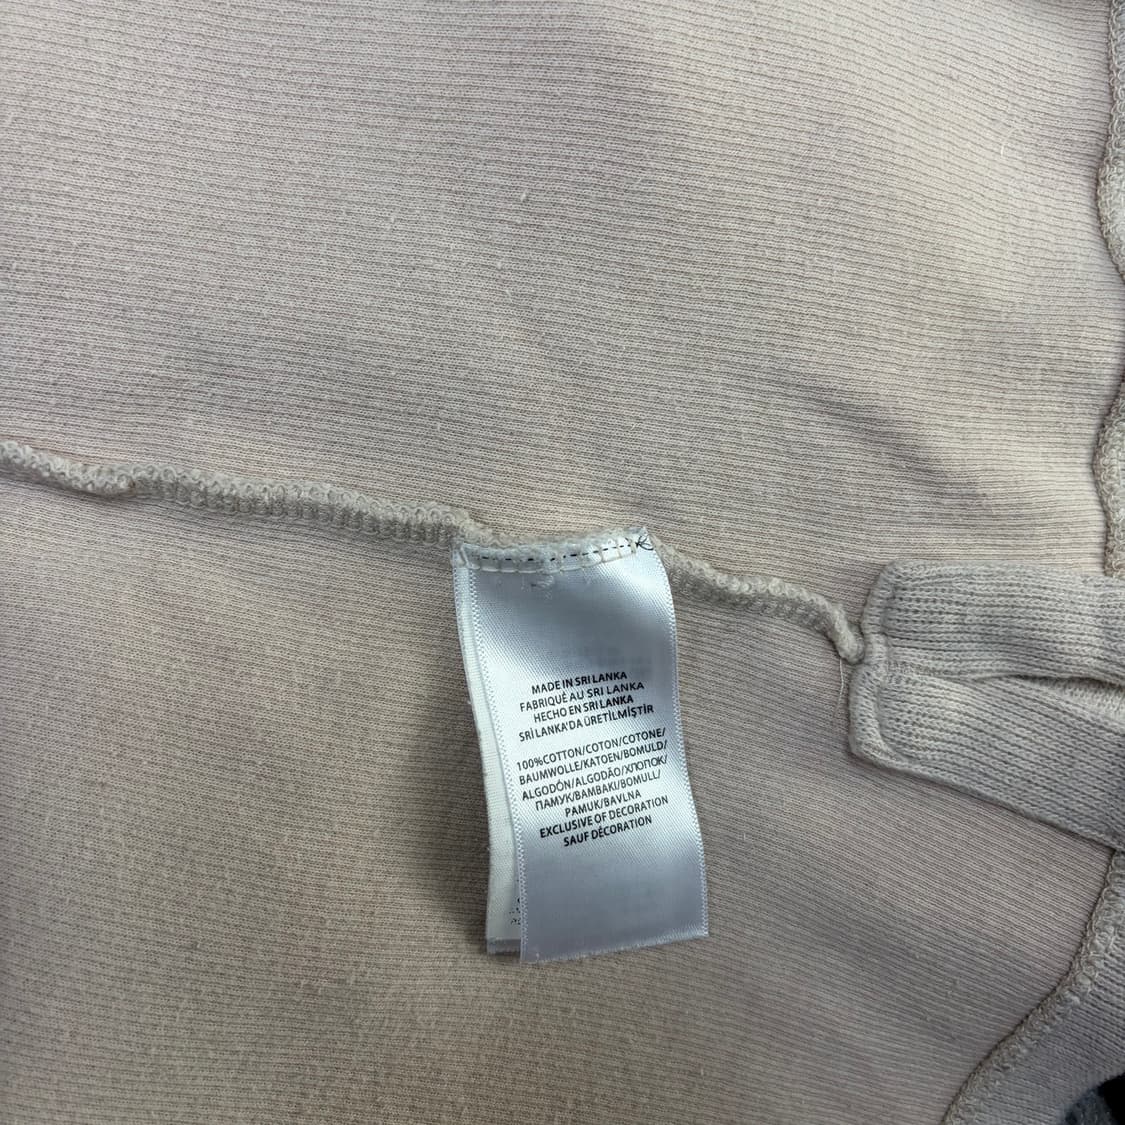 MADE IN SRI LANKA
FABRIQUÉ AU SRI LANKA
HECHO EN SRI LANKA
SRİ LANKA'DA ÜRETİLMİŞTİR
100%COTTON/COTON/COTONE/
BAUMWOLLE/KATOEN/BOMULD/
ALGODÓN/ALGODÃO/ХЛОПОК/
ПАМУК/BAMBAKI/BOMULL/
PAMUK/BAVLNA
EXCLUSIVE OF DECORATION
SAUF DÉCORATION